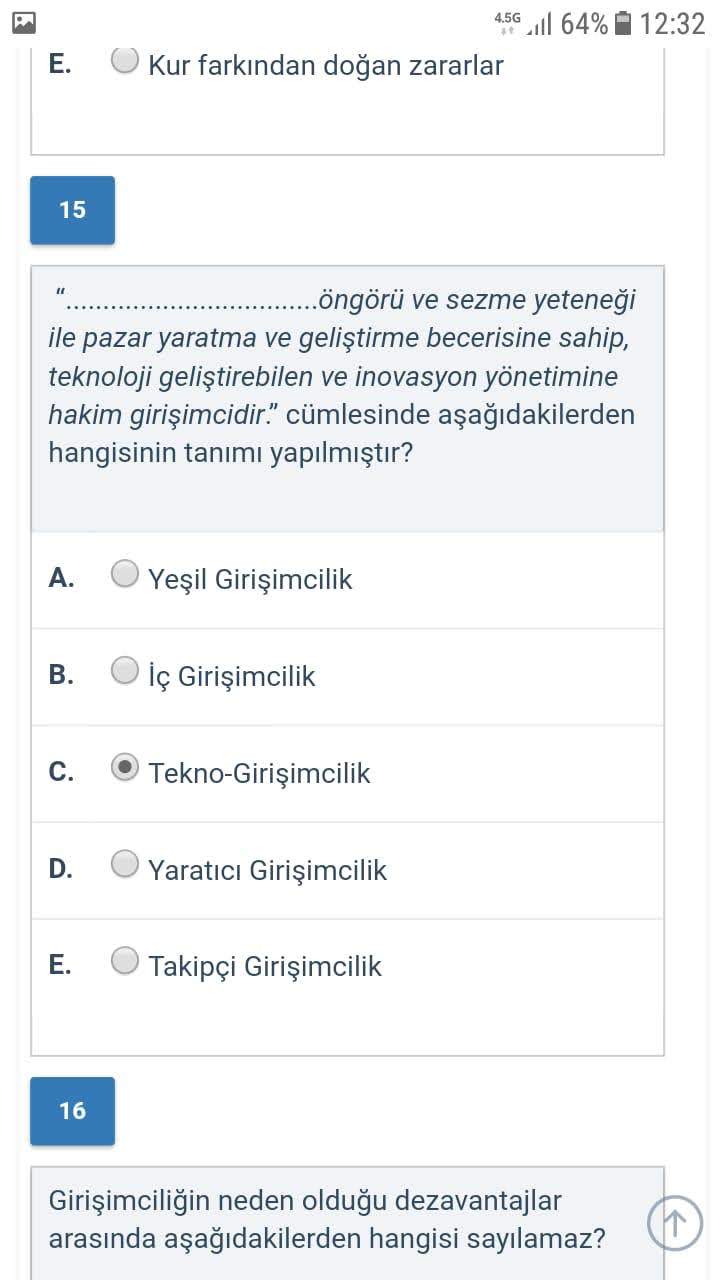 4.5G 64% 12:32
E. Kur farkından doğan zararlar
15
“..................................öngörü ve sezme yeteneği
ile pazar yaratma ve geliştirme becerisine sahip,
teknoloji geliştirebilen ve inovasyon yönetimine
hakim girişimcidir.” cümlesinde aşağıdakilerden
hangisinin tanımı yapılmıştır?
A. Yeşil Girişimcilik
B. İç Girişimcilik
C. Tekno-Girişimcilik
D. Yaratıcı Girişimcilik
E. Takipçi Girişimcilik
16
Girişimciliğin neden olduğu dezavantajlar
arasında aşağıdakilerden hangisi sayılamaz?